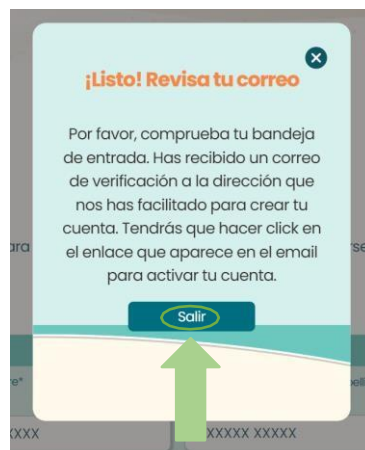 ¡Listo! Revisa tu correo
Por favor, comprueba tu bandeja
de entrada. Has recibido un correo
de verificación a la dirección que
nos has facilitado para crear tu
cuenta. Tendrás que hacer click en
el enlace que aparece en el email
para activar tu cuenta.
Salir
XXXXX XXXXX